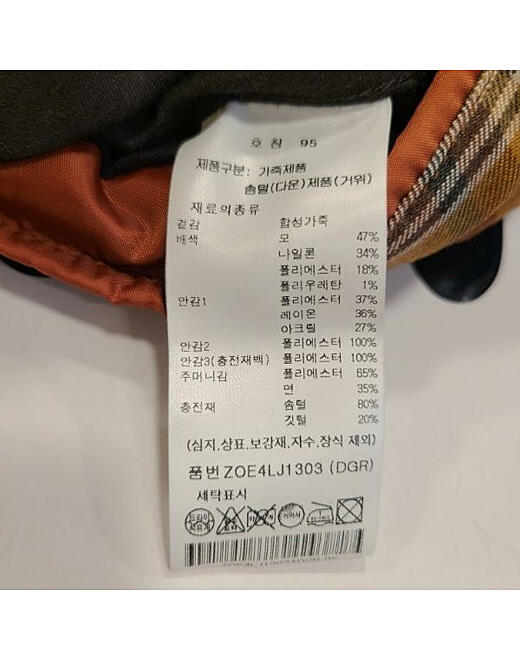 호칭 95
제품구분: 가죽제품
솜털(다운)제품(거위)
재료의종류
겉감 합성가죽
배색 모 47%
나일론 34%
폴리에스터 18%
폴리우레탄 1%
안감1 폴리에스터 37%
레이온 36%
아크릴 27%
안감2 폴리에스터 100%
안감3(충전재백) 폴리에스터 100%
주머니감 폴리에스터 65%
면 35%
충전재 솜털 80%
깃털 20%
(심지,상표,보강재,자수,장식 제외)
품번 ZOE4LJ1303 (DGR)
세탁표시
드라이
석유계